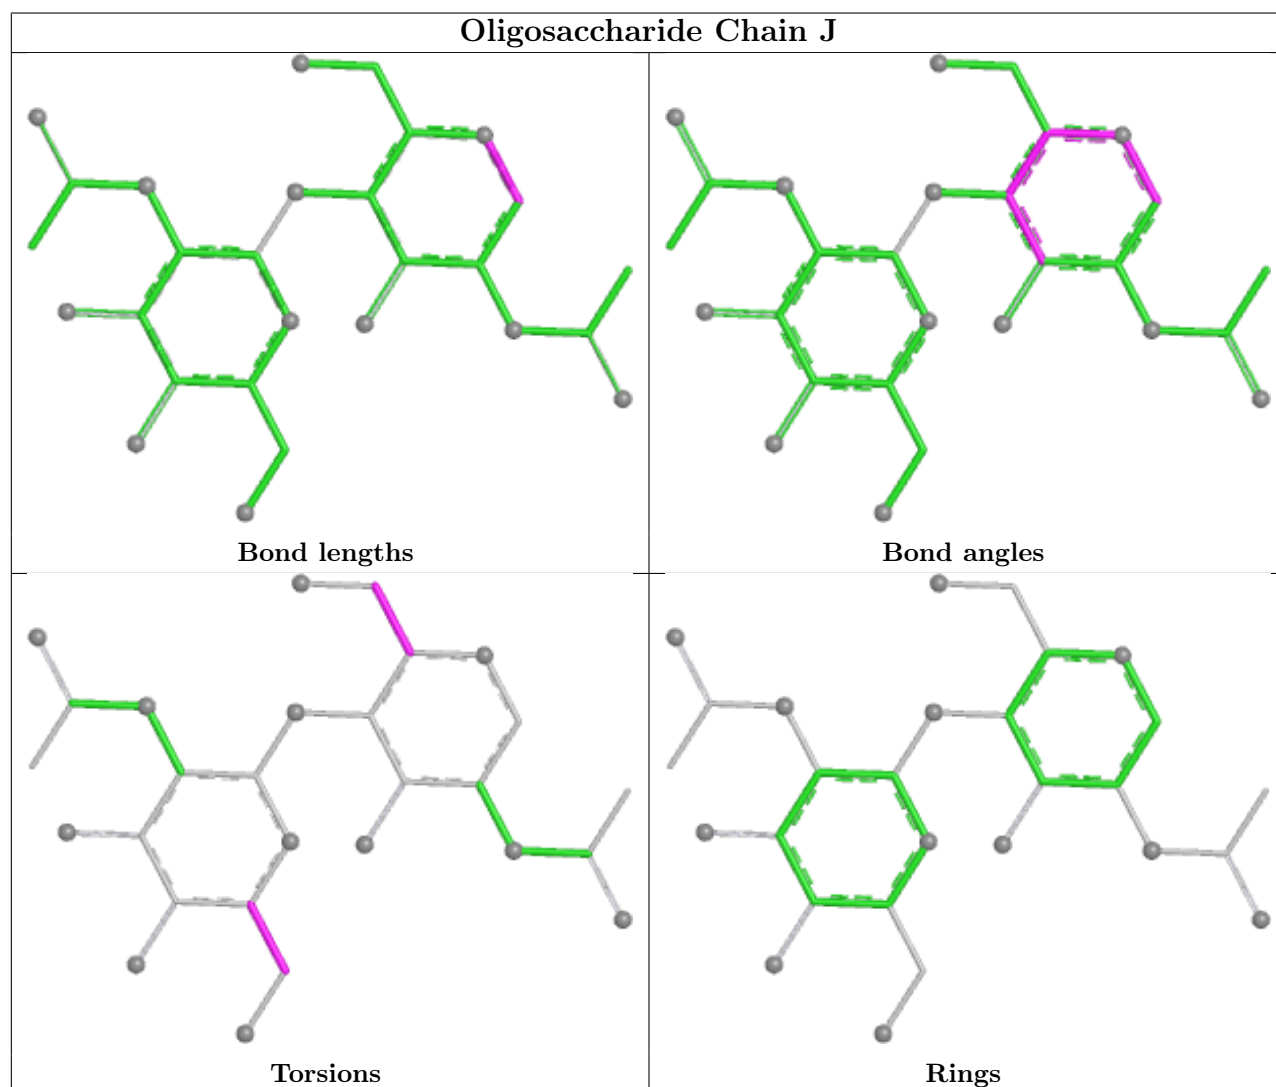 Oligosaccharide Chain J
Bond lengths
Bond angles
Torsions
Rings